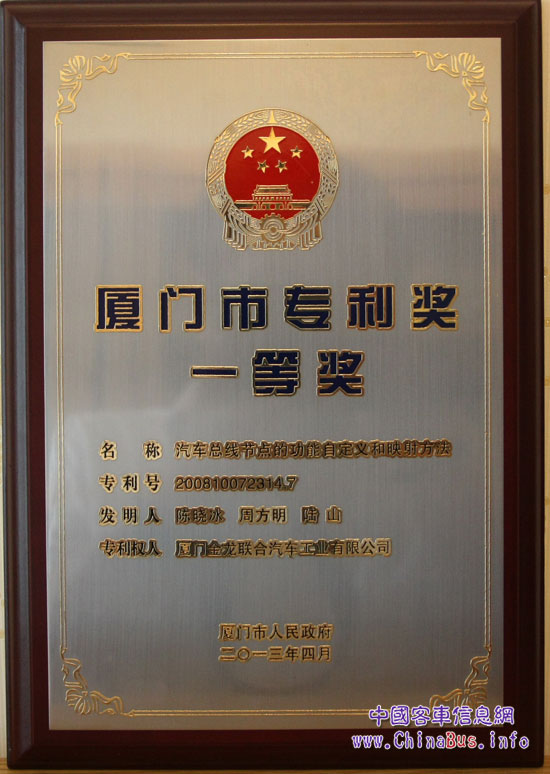 厦门市专利奖
一等奖
名 称 汽车总线节点的功能自定义和映射方法
专利号 200810072314.7
发明人 陈晓冰 周方明 陆山
专利权人 厦门金龙联合汽车工业有限公司
厦门市人民政府
二〇一三年四月
中國客車信息網
www.ChinaBus.info